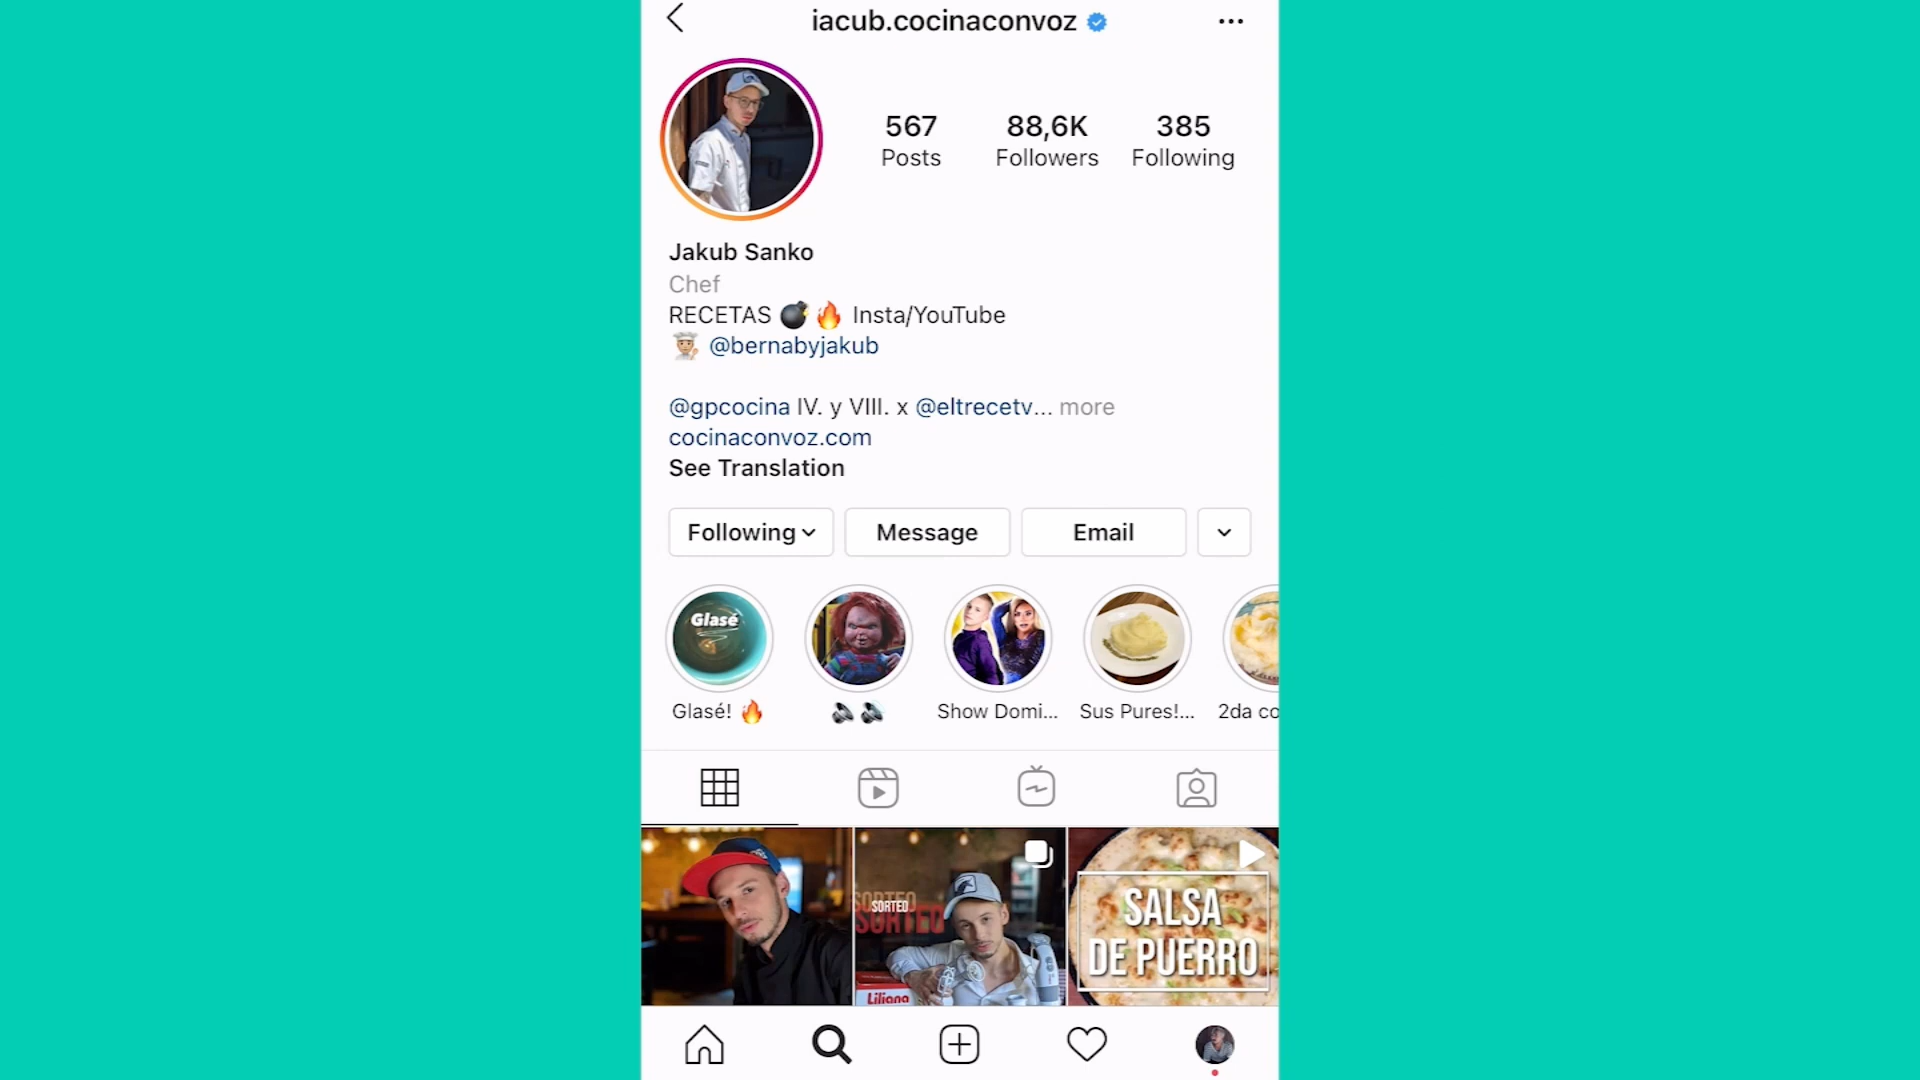 iacub.cocinaconvoz
567
Posts
88,6K
Followers
385
Following
Jakub Sanko
Chef
RECETAS 💣 🔥 Insta/YouTube
👨🏼‍🍳 @bernabyjakub
@gpcocina IV. y VIII. x @eltrecetv... more
cocinaconvoz.com
See Translation
Following
Message
Email
Glasé
Glasé! 🔥
🔊 🔊
Show Domi...
Sus Pures!...
2da co
SORTEO
SORTEO
SORTEO
Liliana
SALSA
DE PUERRO